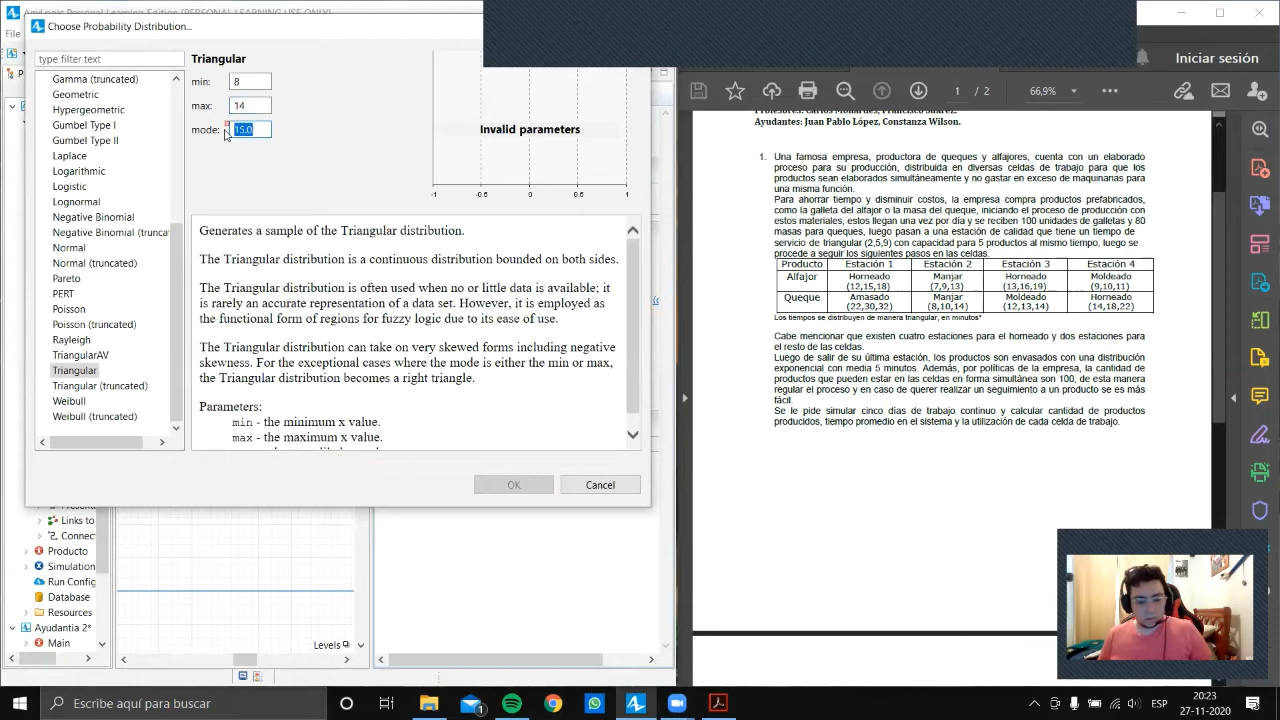 Choose Probability Distribution...
File
type filter text
Gamma (truncated)
Geometric
Hypergeometric
Gumbel Type I
Gumbel Type II
Laplace
Logarithmic
Logistic
Lognormal
Negative Binomial
Negative Binomial (truncat
Normal
Normal (truncated)
Pareto
PERT
Poisson
Poisson (truncated)
Rayleigh
TriangularAV
Triangular
Triangular (truncated)
Weibull
Weibull (truncated)
Triangular
min: 8
max: 14
mode: 15.0
Invalid parameters
-1 -0.5 0 0.5 1
Generates a sample of the Triangular distribution.
The Triangular distribution is a continuous distribution bounded on both sides.
The Triangular distribution is often used when no or little data is available; it
is rarely an accurate representation of a data set. However, it is employed as
the functional form of regions for fuzzy logic due to its ease of use.
The Triangular distribution can take on very skewed forms including negative
skewness. For the exceptional cases where the mode is either the min or max,
the Triangular distribution becomes a right triangle.
Parameters:
min - the minimum x value.
max - the maximum x value.
OK
Cancel
Links to
Connec
Producto
Simulation
Run Config
Database
Resources
Ayudantia 2*
Main
Levels
Iniciar sesión
1 / 2
66,9%
Ayudantes: Juan Pablo López, Constanza Wilson.
1. Una famosa empresa, productora de queques y alfajores, cuenta con un elaborado
proceso para su producción, distribuida en diversas celdas de trabajo para que los
productos sean elaborados simultáneamente y no gastar en exceso de maquinarias para
una misma función.
Para ahorrar tiempo y disminuir costos, la empresa compra productos prefabricados,
como la galleta del alfajor o la masa del queque, iniciando el proceso de producción con
estos materiales, estos llegan una vez por día y se reciben 100 unidades de galletas y 80
masas para queques, luego pasan a una estación de calidad que tiene un tiempo de
servicio de triangular (2,5,9) con capacidad para 5 productos al mismo tiempo, luego se
procede a seguir los siguientes pasos en las celdas.
Producto Estación 1 Estación 2 Estación 3 Estación 4
Alfajor Horneado Manjar Horneado Moldeado
(12,15,18) (7,9,13) (13,16,19) (9,10,11)
Queque Amasado Manjar Moldeado Horneado
(22,30,32) (8,10,14) (12,13,14) (14,18,22)
Los tiempos se distribuyen de manera triangular, en minutos*
Cabe mencionar que existen cuatro estaciones para el horneado y dos estaciones para
el resto de las celdas.
Luego de salir de su última estación, los productos son envasados con una distribución
exponencial con media 5 minutos. Además, por políticas de la empresa, la cantidad de
productos que pueden estar en las celdas en forma simultánea son 100, de esta manera
regular el proceso y en caso de querer realizar un seguimiento a un producto se es más
fácil.
Se le pide simular cinco días de trabajo continuo y calcular cantidad de productos
producidos, tiempo promedio en el sistema y la utilización de cada celda de trabajo.
Escribe aquí para buscar
1
ESP
20:23
27-11-2020